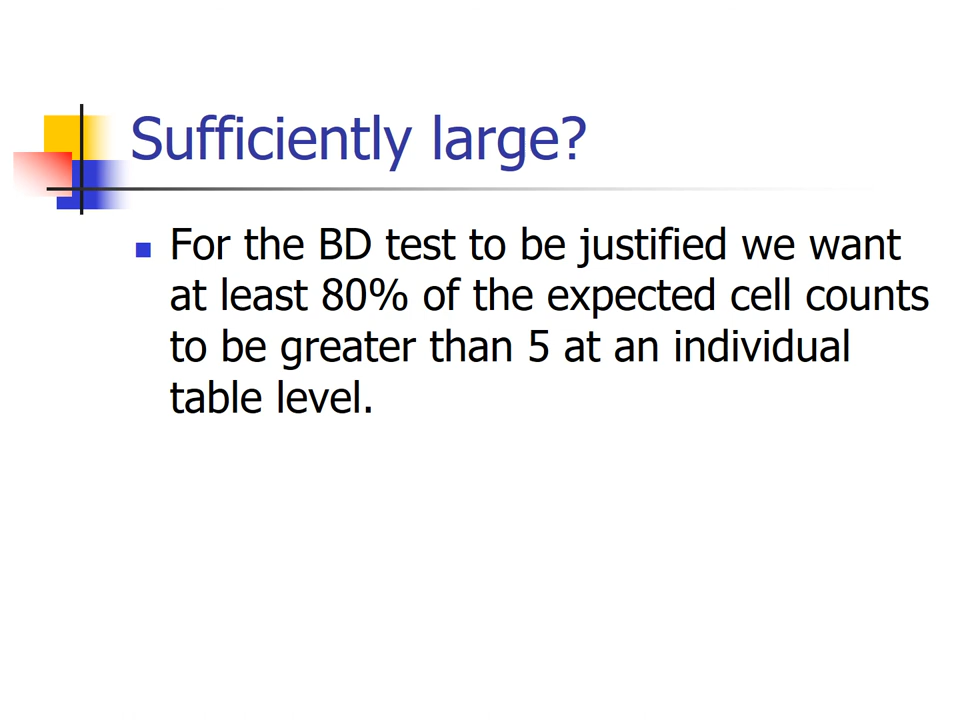 Sufficiently large?
For the BD test to be justified we want
at least 80% of the expected cell counts
to be greater than 5 at an individual
table level.